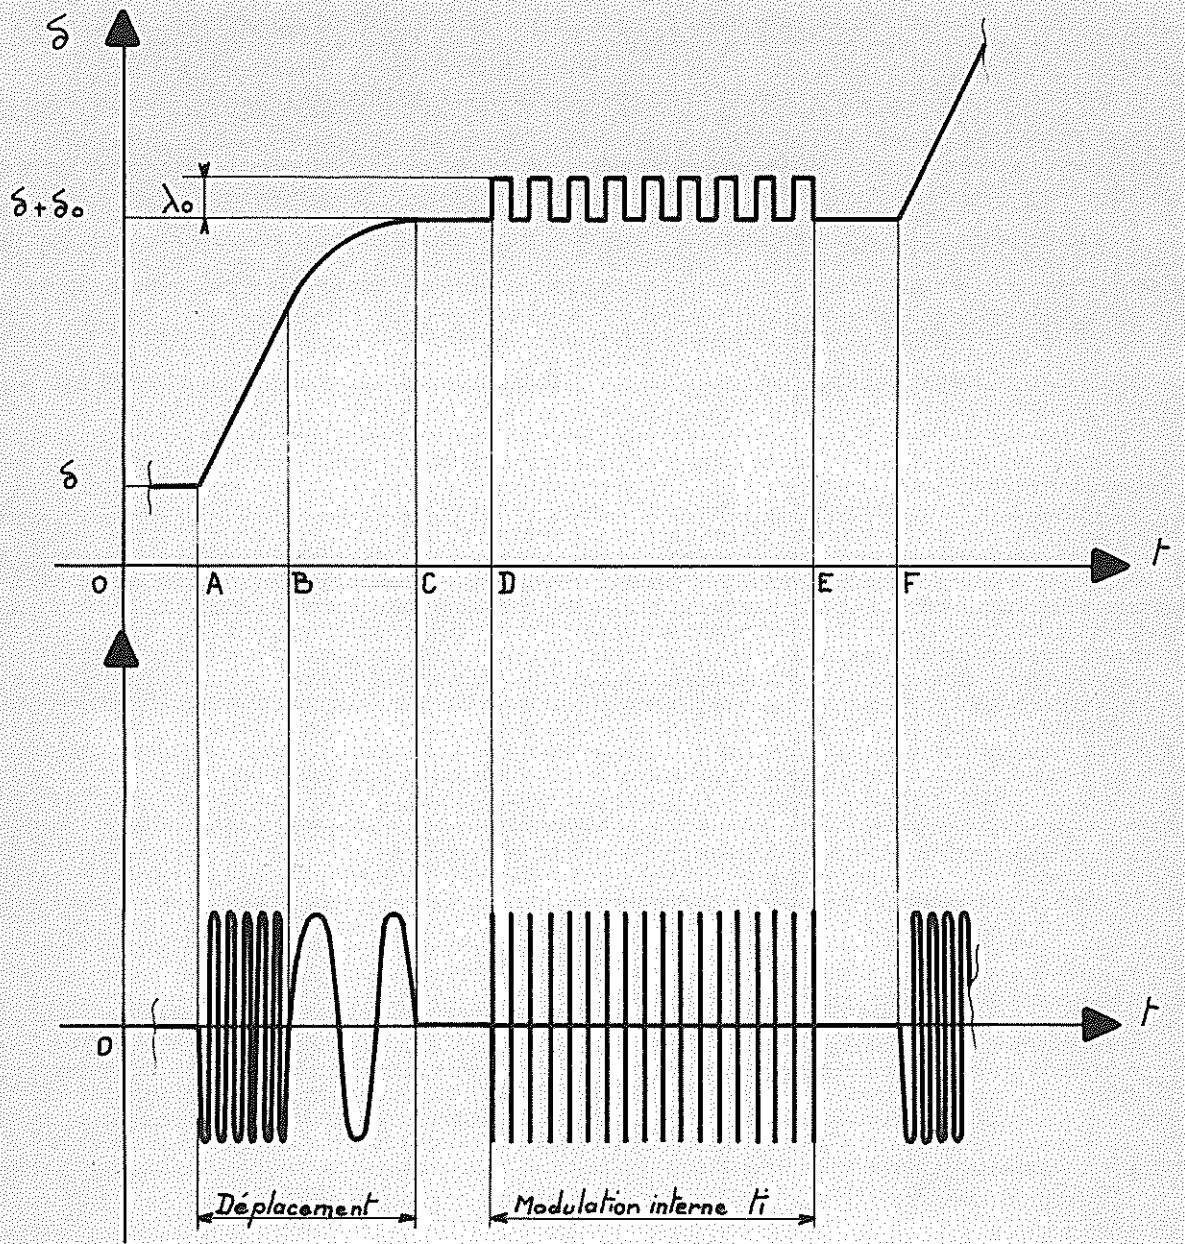 δ
λ₀
δ + δ₀
δ
O A B C D E F t
O t
Déplacement Modulation interne ti